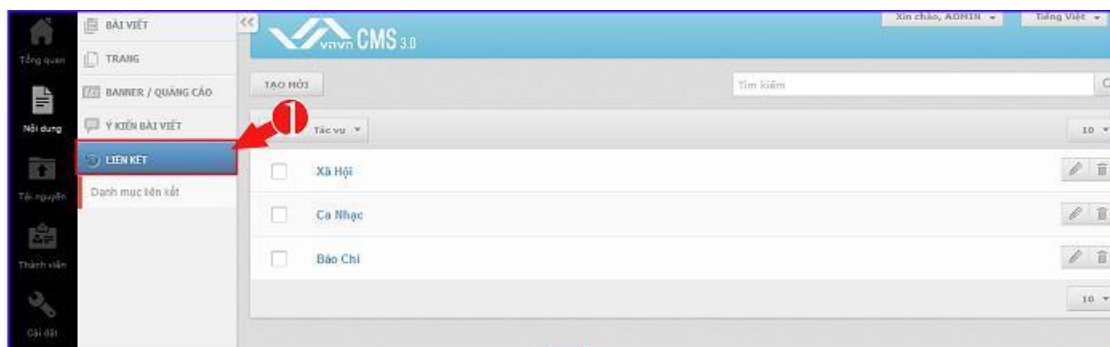 Tổng quan
Nội dung
Tài nguyên
Thành viên
Cài đặt
BÀI VIẾT
TRANG
BANNER / QUẢNG CÁO
Ý KIẾN BÀI VIẾT
LIÊN KẾT
Danh mục liên kết
<<
vnvn CMS 3.0
Xin chào, ADMIN
Tiếng Việt
TẠO MỚI
Tìm kiếm
1
Tác vụ
10
Xã Hội
Ca Nhạc
Báo Chí
10